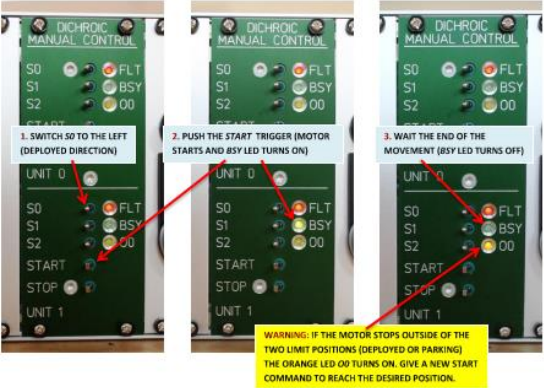 DICHROIC
MANUAL CONTROL
S0 FLT
S1 BSY
S2 O0
1. SWITCH S0 TO THE LEFT
(DEPLOYED DIRECTION)
UNIT 0
S0 FLT
S1 BSY
S2 O0
START
STOP
UNIT 1
DICHROIC
MANUAL CONTROL
S0 FLT
S1 BSY
S2 O0
2. PUSH THE START TRIGGER (MOTOR
STARTS AND BSY LED TURNS ON)
UNIT 0
S0 FLT
S1 BSY
S2 O0
START
STOP
UNIT 1
DICHROIC
MANUAL CONTROL
S0 FLT
S1 BSY
S2 O0
3. WAIT THE END OF THE
MOVEMENT (BSY LED TURNS OFF)
UNIT 0
S0 FLT
S1 BSY
S2 O0
START
STOP
UNIT 1
WARNING: IF THE MOTOR STOPS OUTSIDE OF THE
TWO LIMIT POSITIONS (DEPLOYED OR PARKING)
THE ORANGE LED O0 TURNS ON. GIVE A NEW START
COMMAND TO REACH THE DESIRED POSITION.